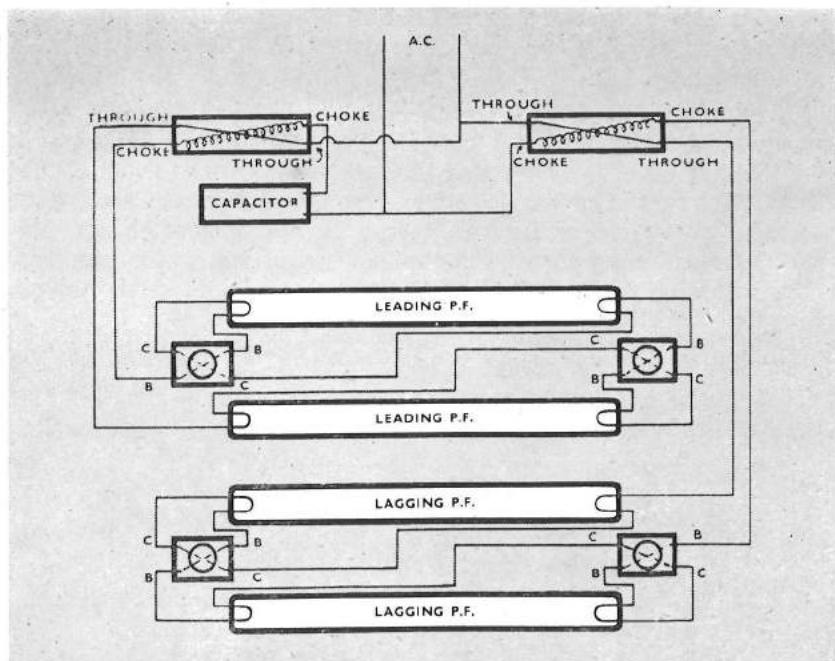 A.C.
THROUGH CHOKE
CHOKE THROUGH
THROUGH CHOKE
CHOKE THROUGH
CAPACITOR
LEADING P.F.
C B C B
B C B C
LEADING P.F.
LAGGING P.F.
C B C B
B C B C
LAGGING P.F.